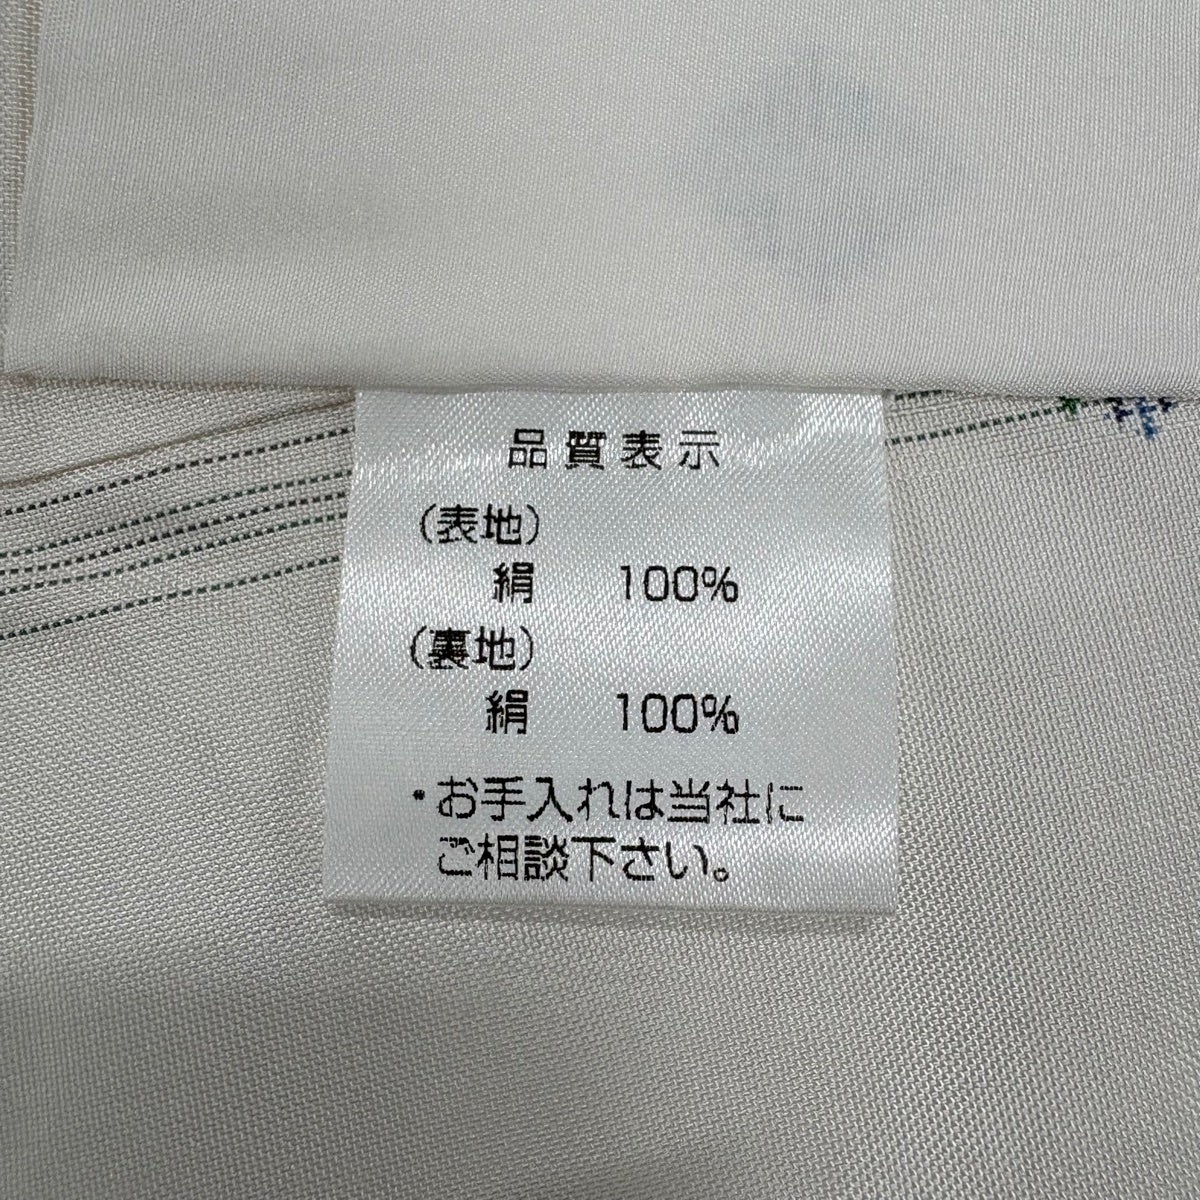 品質表示
（表地）
絹 100%
（裏地）
絹 100%
・お手入れは当社に
ご相談下さい。